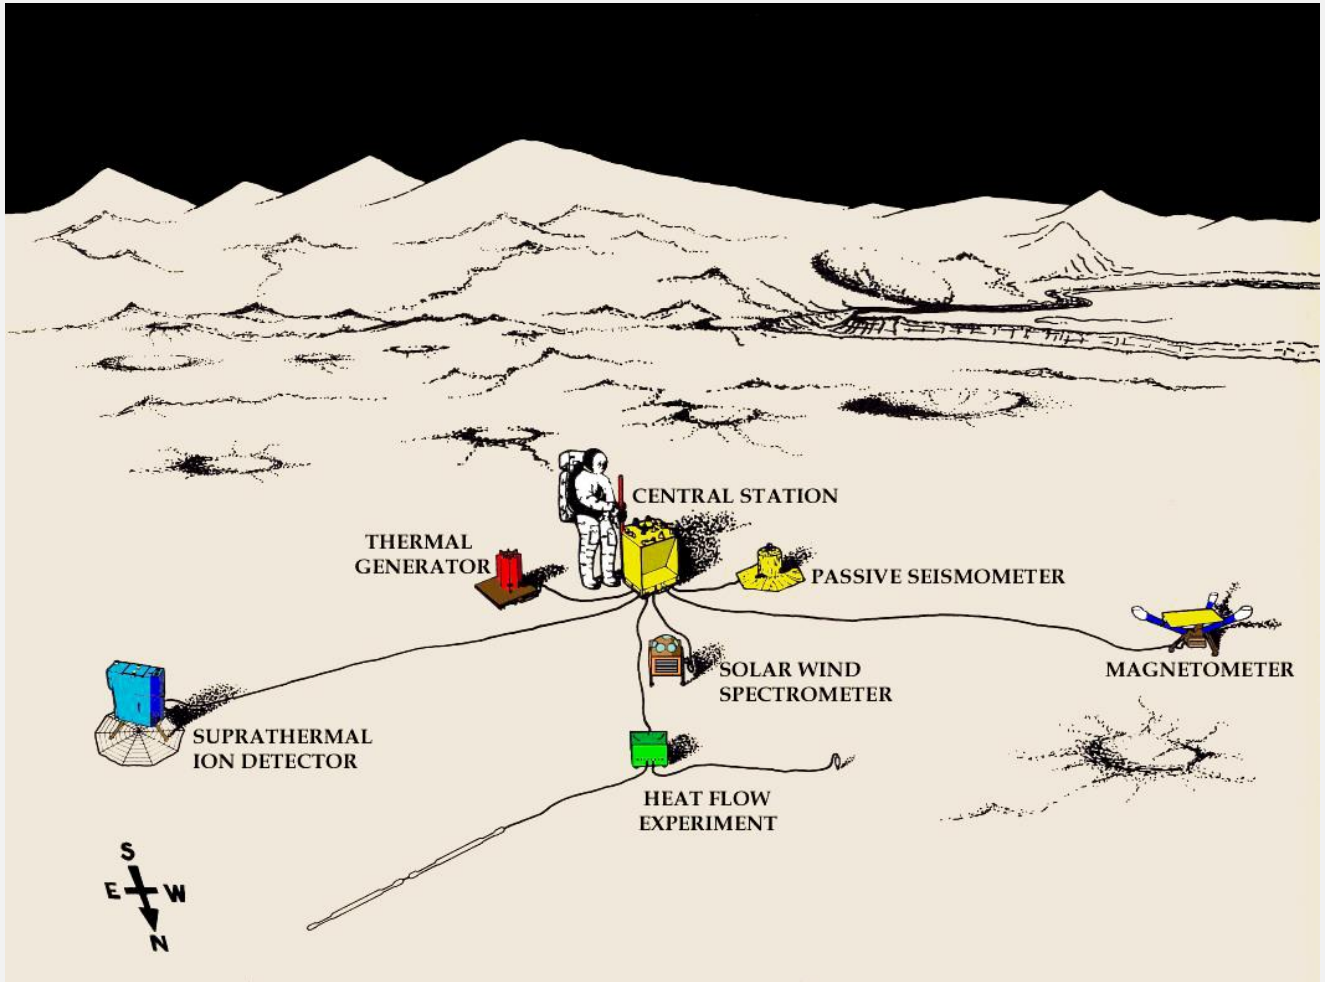 CENTRAL STATION
THERMAL
GENERATOR
PASSIVE SEISMOMETER
SOLAR WIND
SPECTROMETER
MAGNETOMETER
SUPRATHERMAL
ION DETECTOR
HEAT FLOW
EXPERIMENT
S
E W
N